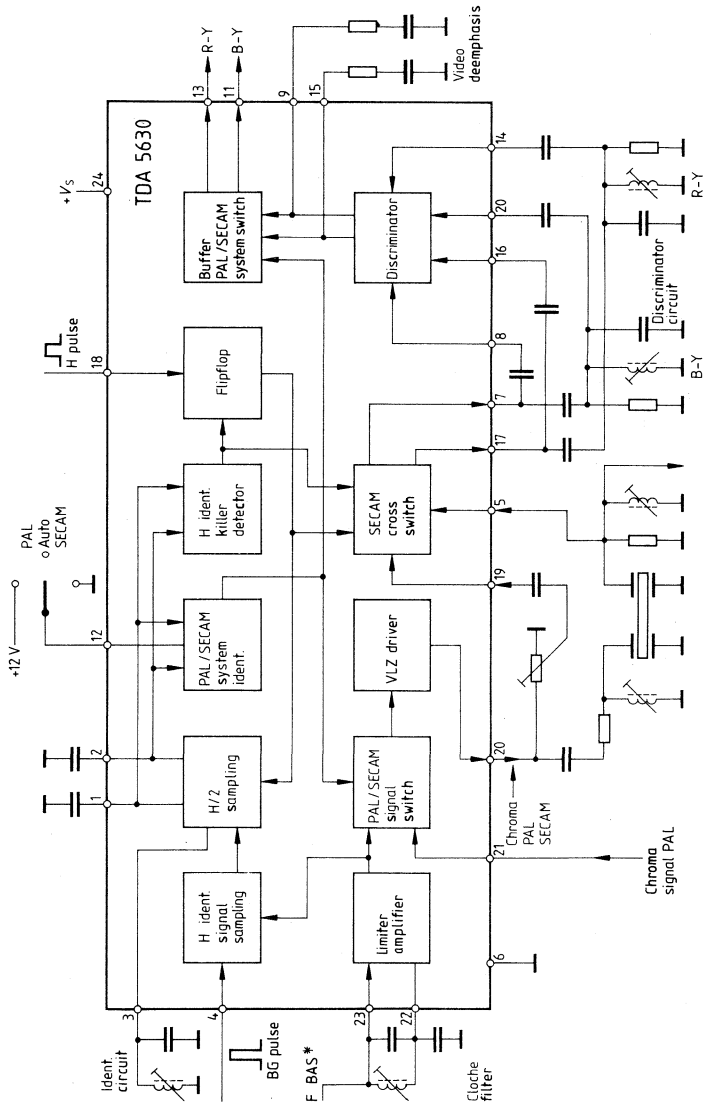 +12 V
PAL
Auto
SECAM
H pulse
+Vs
1
2
12
18
24
TDA 5630
3
4
23
22
13
R-Y
11
B-Y
9
15
Video
deemphasis
Ident.
circuit
BG pulse
F BAS*
Cloche
filter
H ident.
signal
sampling
H/2
sampling
PAL/SECAM
system
ident.
H ident.
killer
detector
Flipflop
Buffer
PAL/SECAM
system switch
Limiter
amplifier
PAL/SECAM
signal
switch
VLZ driver
SECAM
cross
switch
Discriminator
6
21
20
19
5
17
7
8
16
20
14
Chroma
PAL
SECAM
Chroma
signal PAL
B-Y
Discriminator
circuit
R-Y